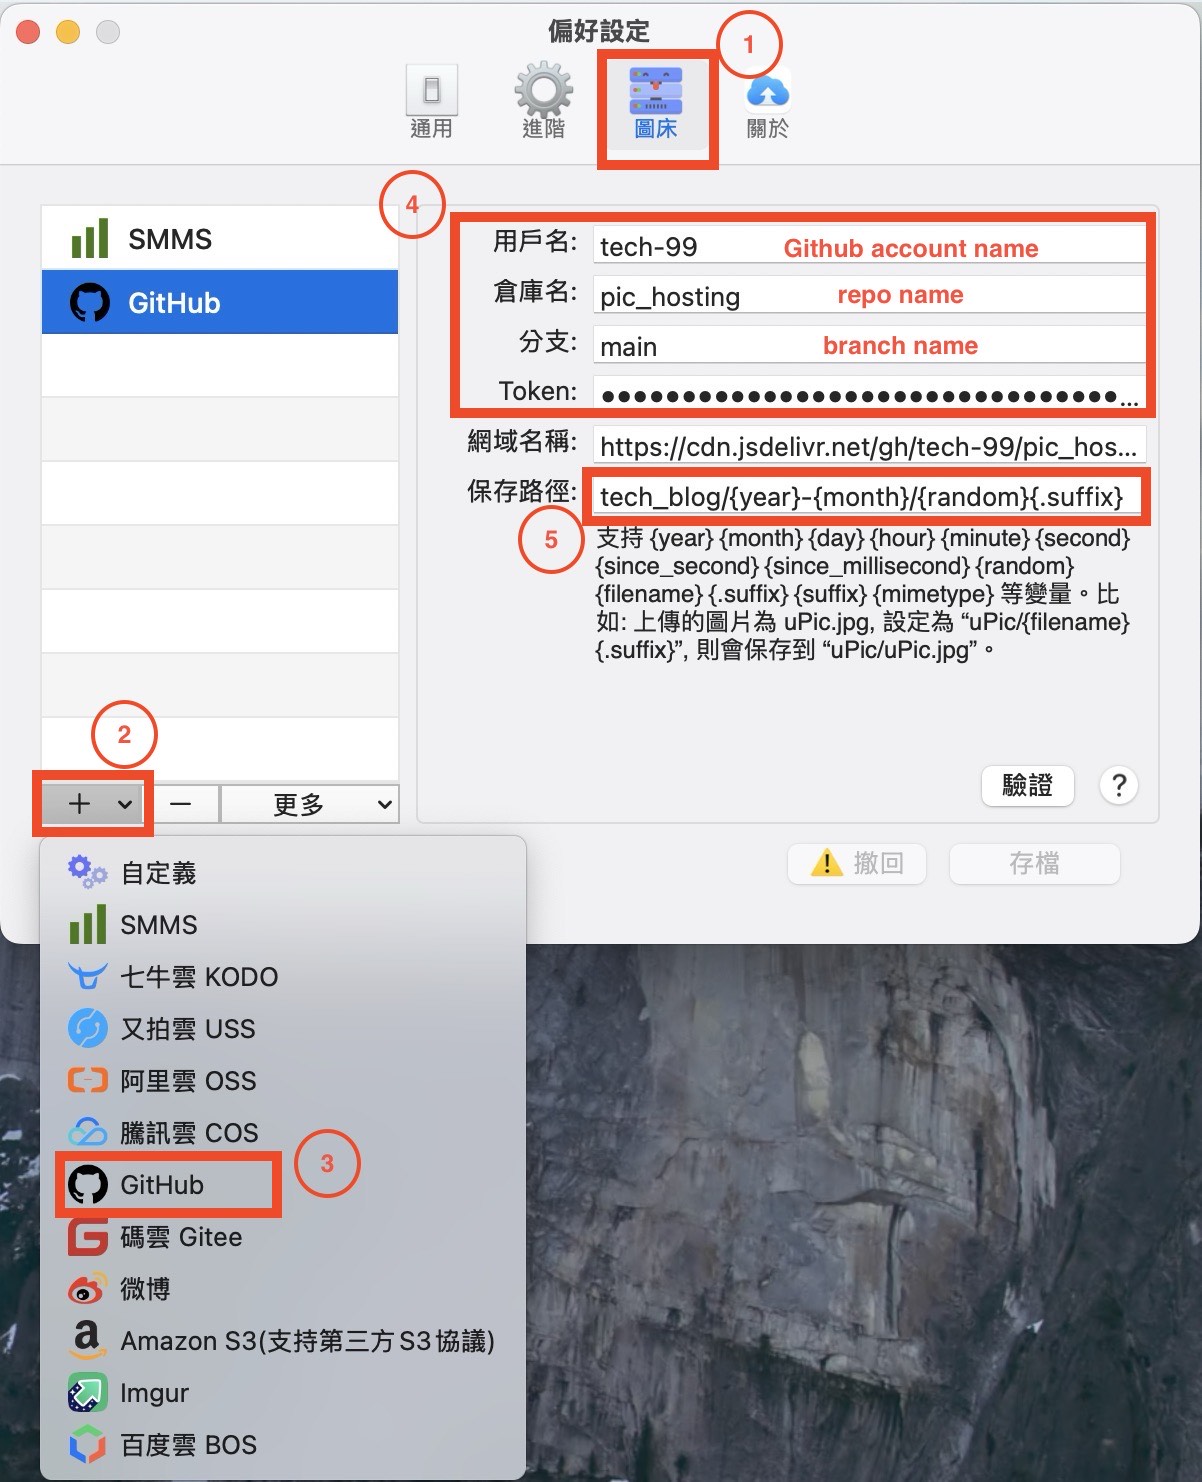 偏好設定
1
通用
進階
圖床
關於
4
SMMS
GitHub
用戶名: tech-99 Github account name
倉庫名: pic_hosting repo name
分支: main branch name
Token: ●●●●●●●●●●●●●●●●●●●●●●●●●●●●●●●●...
網域名稱: https://cdn.jsdelivr.net/gh/tech-99/pic_hos...
保存路徑: tech_blog/{year}-{month}/{random}{.suffix}
5
支持 {year} {month} {day} {hour} {minute} {second}
{since_second} {since_millisecond} {random}
{filename} {.suffix} {suffix} {mimetype} 等變量。比
如: 上傳的圖片為 uPic.jpg, 設定為 “uPic/{filename}
{.suffix}”, 則會保存到 “uPic/uPic.jpg”。
2
更多
驗證
?
撤回
存檔
自定義
SMMS
七牛雲 KODO
又拍雲 USS
阿里雲 OSS
騰訊雲 COS
GitHub
3
碼雲 Gitee
微博
Amazon S3(支持第三方S3協議)
Imgur
百度雲 BOS